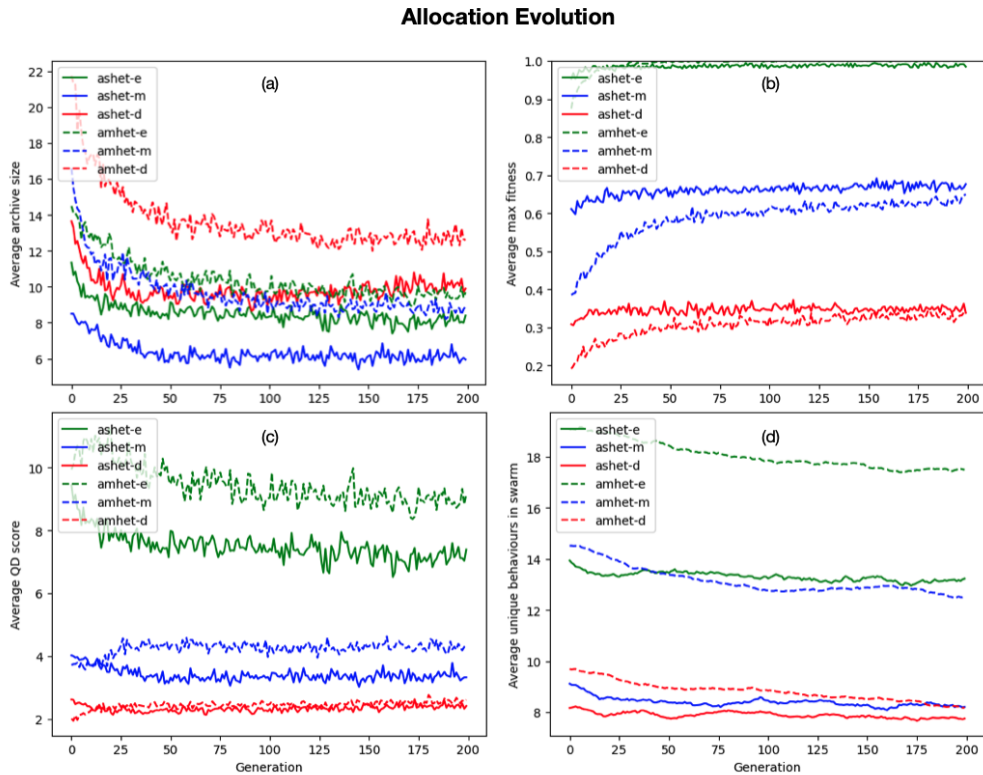 Allocation Evolution
(a)
ashet-e
ashet-m
ashet-d
amhet-e
amhet-m
amhet-d
Average archive size
22
20
18
16
14
12
10
8
6
0 25 50 75 100 125 150 175 200
(b)
ashet-e
ashet-m
ashet-d
amhet-e
amhet-m
amhet-d
Average max fitness
1.0
0.9
0.8
0.7
0.6
0.5
0.4
0.3
0.2
0 25 50 75 100 125 150 175 200
(c)
ashet-e
ashet-m
ashet-d
amhet-e
amhet-m
amhet-d
Average QD score
10
8
6
4
2
0 25 50 75 100 125 150 175 200
Generation
(d)
ashet-e
ashet-m
ashet-d
amhet-e
amhet-m
amhet-d
Average unique behaviours in swarm
18
16
14
12
10
8
0 25 50 75 100 125 150 175 200
Generation